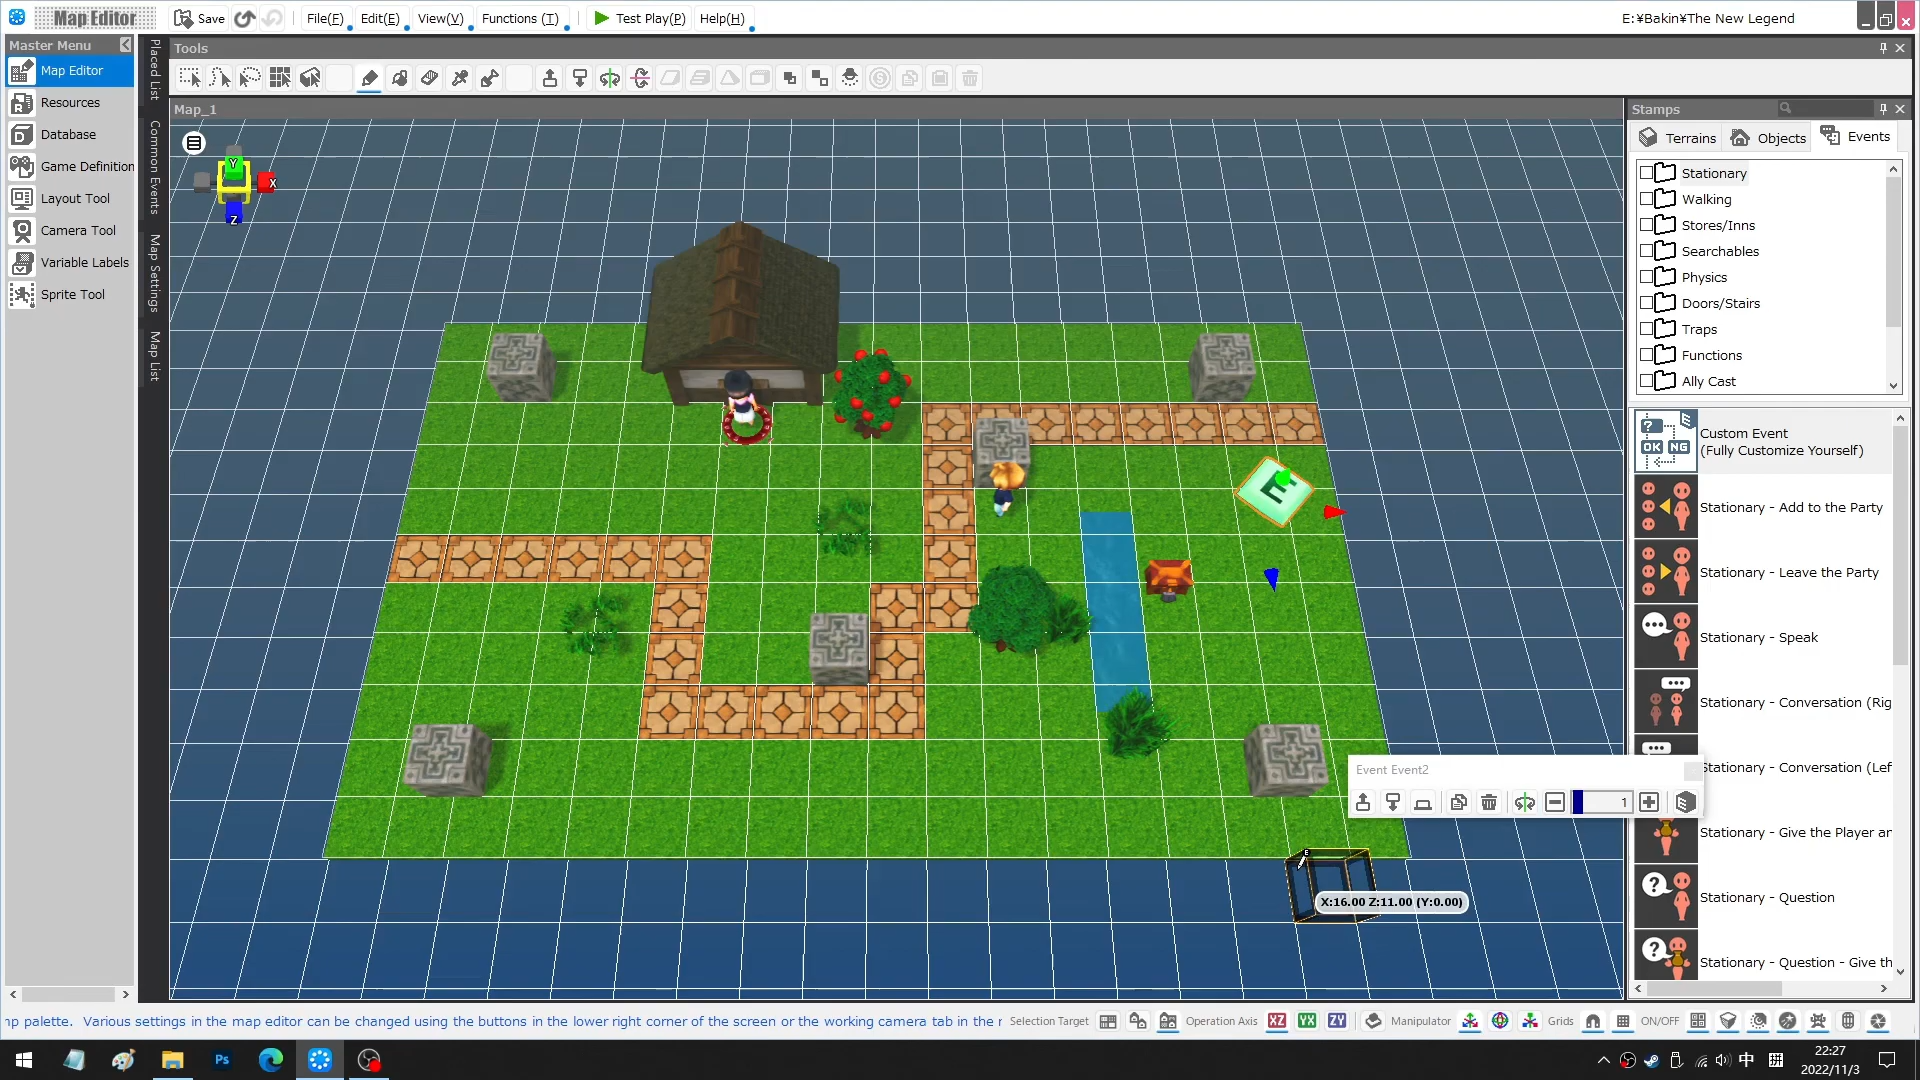 Map Editor
Save
File(F)
Edit(E)
View(V)
Functions (T)
Test Play(P)
Help(H)
E:¥Bakin¥The New Legend
Master Menu
Map Editor
Resources
Database
Game Definition
Layout Tool
Camera Tool
Variable Labels
Sprite Tool
Placed List
Common Events
Map Settings
Map List
Tools
Map_1
Y
X
Z
E
Stamps
Terrains
Objects
Events
Stationary
Walking
Stores/Inns
Searchables
Physics
Doors/Stairs
Traps
Functions
Ally Cast
Custom Event
(Fully Customize Yourself)
OK NG
Stationary - Add to the Party
Stationary - Leave the Party
Stationary - Speak
Stationary - Conversation (Rig
Stationary - Conversation (Lef
Stationary - Give the Player an
Stationary - Question
Stationary - Question - Give th
Event Event2
1
X:16.00 Z:11.00 (Y:0.00)
np palette.   Various settings in the map editor can be changed using the buttons in the lower right corner of the screen or the working camera tab in the r
Selection Target
Operation Axis
XZ
YX
ZY
Manipulator
Grids
ON/OFF
Ps
中
拼
22:27
2022/11/3